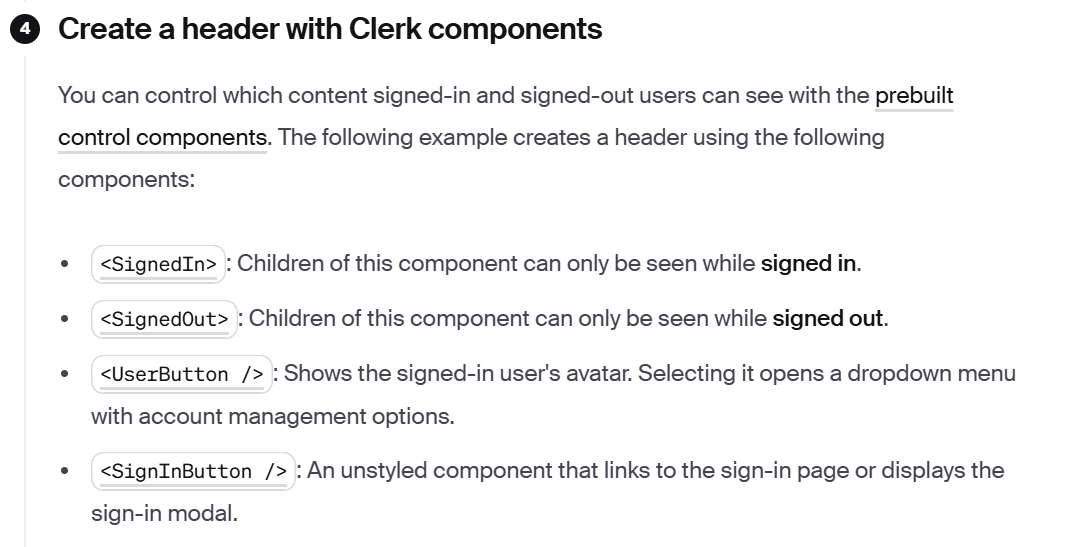 4 Create a header with Clerk components
You can control which content signed-in and signed-out users can see with the prebuilt
control components. The following example creates a header using the following
components:
• <SignedIn>: Children of this component can only be seen while signed in.
• <SignedOut>: Children of this component can only be seen while signed out.
• <UserButton />: Shows the signed-in user's avatar. Selecting it opens a dropdown menu
with account management options.
• <SignInButton />: An unstyled component that links to the sign-in page or displays the
sign-in modal.